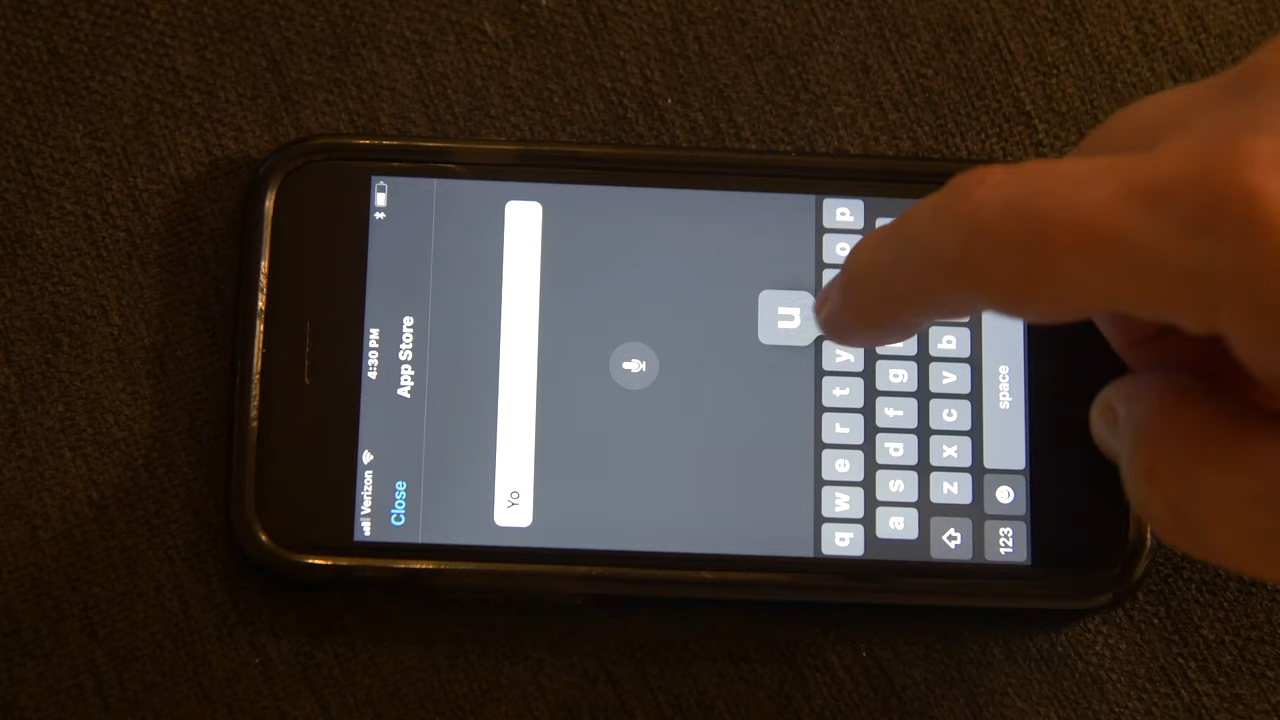 Verizon 4:30 PM
Close App Store
Yo
u
q w e r t y o p
a s d f g
z x c v b
123 space